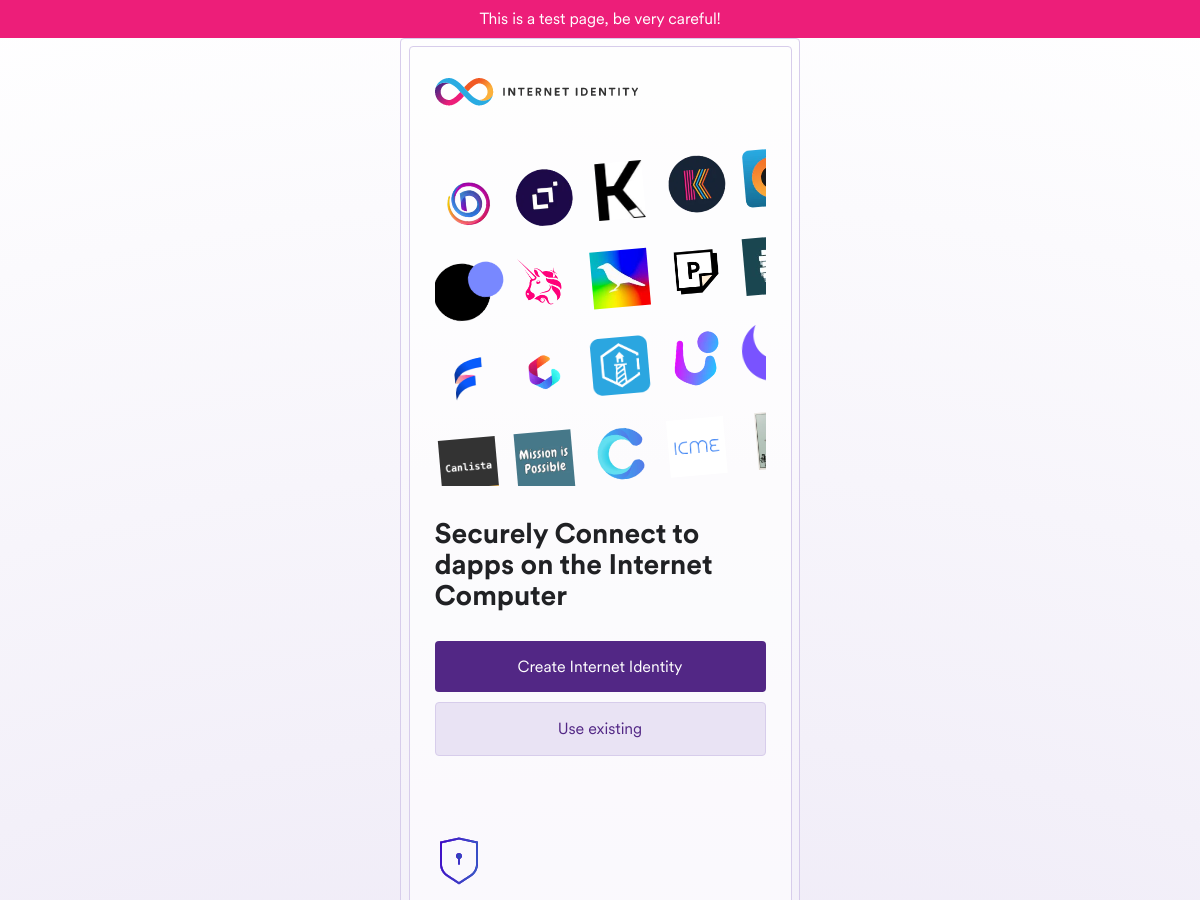 This is a test page, be very careful!
INTERNET IDENTITY
K
P
Canlista
Mission is
Possible
ICME
Securely Connect to
dapps on the Internet
Computer
Create Internet Identity
Use existing